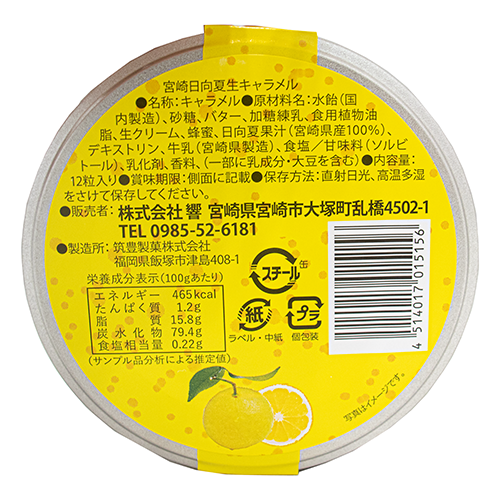 宮崎日向夏生キャラメル
●名称:キャラメル●原材料名:水飴(国
内製造)、砂糖、バター、加糖練乳、食用植物油
脂、生クリーム、蜂蜜、日向夏果汁(宮崎県産100%)、
デキストリン、牛乳(宮崎県製造)、食塩/甘味料(ソルビ
トール)、乳化剤、香料、(一部に乳成分・大豆を含む)●内容量:
12粒入り●賞味期限:側面に記載●保存方法:直射日光、高温多湿
をさけて保存してください。
●販売者: 株式会社 響 宮崎県宮崎市大塚町乱橋4502-1
TEL 0985-52-6181
●製造所: 筑豊製菓株式会社
福岡県飯塚市津島408-1
栄養成分表示(100gあたり)
エネルギー 465kcal
たんぱく質 1.2g
脂質 15.8g
炭水化物 79.4g
食塩相当量 0.22g
(サンプル品分析による推定値)
スチール
缶
紙
プラ
ラベル・中紙 個包装
4 514017 015156
写真はイメージです。